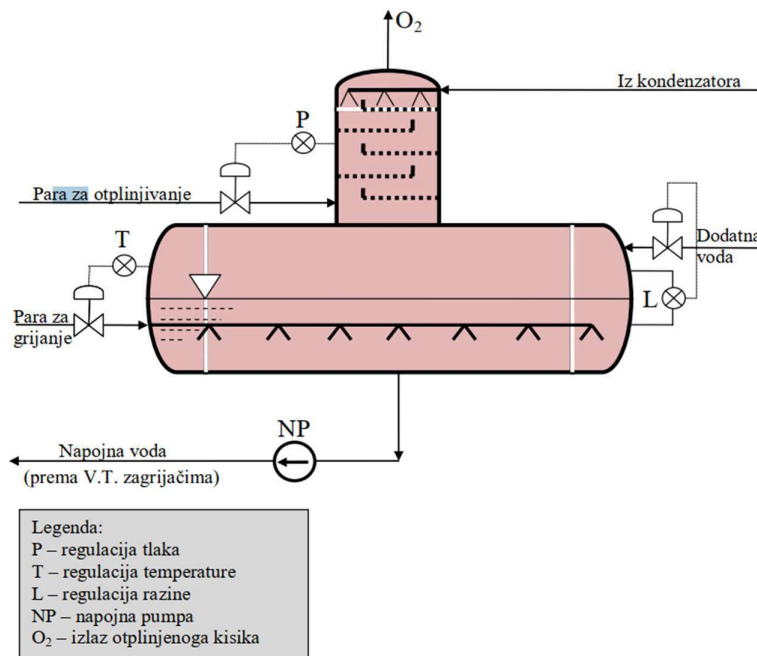 O2
Iz kondenzatora
P
Para za otplinjivanje
T
Dodatna
voda
L
Para za
grijanje
NP
Napojna voda
(prema V.T. zagrijačima)
Legenda:
P – regulacija tlaka
T – regulacija temperature
L – regulacija razine
NP – napojna pumpa
O2 – izlaz otplinjenoga kisika